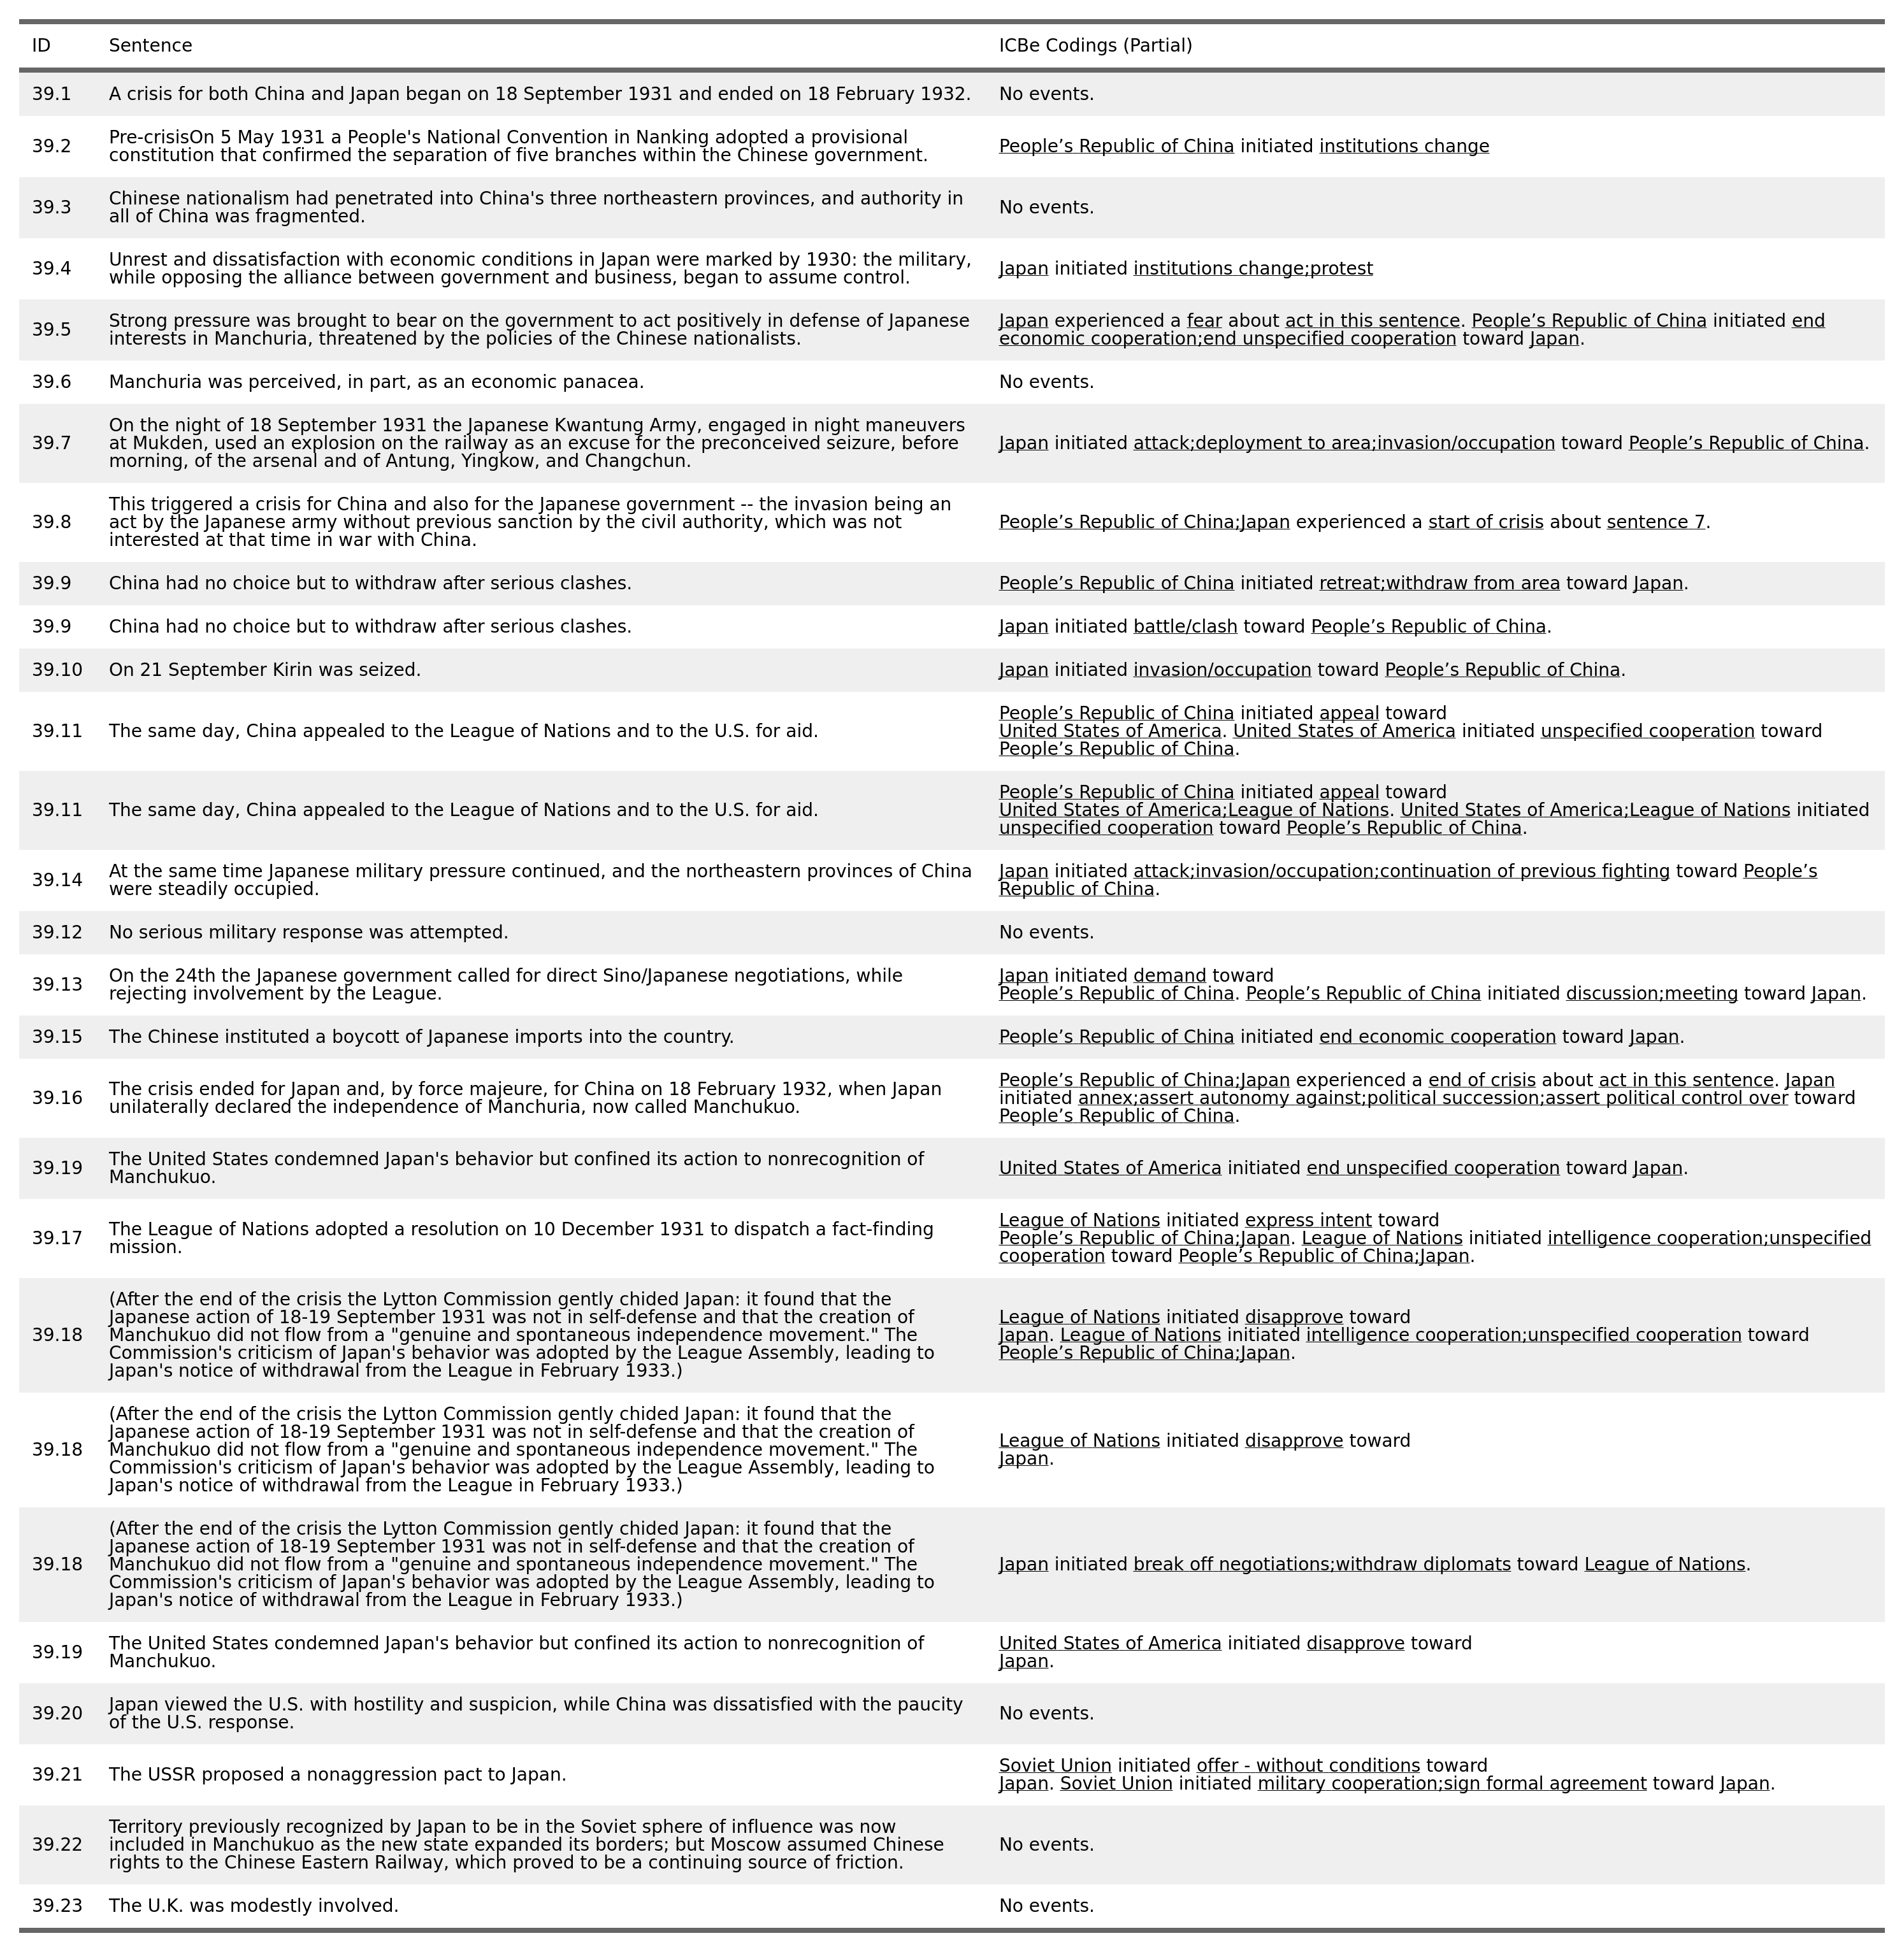 ID Sentence ICBe Codings (Partial)
39.1 A crisis for both China and Japan began on 18 September 1931 and ended on 18 February 1932. No events.
39.2 Pre-crisisOn 5 May 1931 a People's National Convention in Nanking adopted a provisional
constitution that confirmed the separation of five branches within the Chinese government.
People’s Republic of China initiated institutions change
39.3 Chinese nationalism had penetrated into China's three northeastern provinces, and authority in
all of China was fragmented.
No events.
39.4 Unrest and dissatisfaction with economic conditions in Japan were marked by 1930: the military,
while opposing the alliance between government and business, began to assume control.
Japan initiated institutions change;protest
39.5 Strong pressure was brought to bear on the government to act positively in defense of Japanese
interests in Manchuria, threatened by the policies of the Chinese nationalists.
Japan experienced a fear about act in this sentence. People’s Republic of China initiated end
economic cooperation;end unspecified cooperation toward Japan.
39.6 Manchuria was perceived, in part, as an economic panacea. No events.
39.7 On the night of 18 September 1931 the Japanese Kwantung Army, engaged in night maneuvers
at Mukden, used an explosion on the railway as an excuse for the preconceived seizure, before
morning, of the arsenal and of Antung, Yingkow, and Changchun.
Japan initiated attack;deployment to area;invasion/occupation toward People’s Republic of China.
39.8 This triggered a crisis for China and also for the Japanese government -- the invasion being an
act by the Japanese army without previous sanction by the civil authority, which was not
interested at that time in war with China.
People’s Republic of China;Japan experienced a start of crisis about sentence 7.
39.9 China had no choice but to withdraw after serious clashes. People’s Republic of China initiated retreat;withdraw from area toward Japan.
39.9 China had no choice but to withdraw after serious clashes. Japan initiated battle/clash toward People’s Republic of China.
39.10 On 21 September Kirin was seized. Japan initiated invasion/occupation toward People’s Republic of China.
39.11 The same day, China appealed to the League of Nations and to the U.S. for aid.
People’s Republic of China initiated appeal toward
United States of America. United States of America initiated unspecified cooperation toward
People’s Republic of China.
39.11 The same day, China appealed to the League of Nations and to the U.S. for aid.
People’s Republic of China initiated appeal toward
United States of America;League of Nations. United States of America;League of Nations initiated
unspecified cooperation toward People’s Republic of China.
39.14 At the same time Japanese military pressure continued, and the northeastern provinces of China
were steadily occupied.
Japan initiated attack;invasion/occupation;continuation of previous fighting toward People’s
Republic of China.
39.12 No serious military response was attempted. No events.
39.13 On the 24th the Japanese government called for direct Sino/Japanese negotiations, while
rejecting involvement by the League.
Japan initiated demand toward
People’s Republic of China. People’s Republic of China initiated discussion;meeting toward Japan.
39.15 The Chinese instituted a boycott of Japanese imports into the country. People’s Republic of China initiated end economic cooperation toward Japan.
39.16 The crisis ended for Japan and, by force majeure, for China on 18 February 1932, when Japan
unilaterally declared the independence of Manchuria, now called Manchukuo.
People’s Republic of China;Japan experienced a end of crisis about act in this sentence. Japan
initiated annex;assert autonomy against;political succession;assert political control over toward
People’s Republic of China.
39.19 The United States condemned Japan's behavior but confined its action to nonrecognition of
Manchukuo.
United States of America initiated end unspecified cooperation toward Japan.
39.17 The League of Nations adopted a resolution on 10 December 1931 to dispatch a fact-finding
mission.
League of Nations initiated express intent toward
People’s Republic of China;Japan. League of Nations initiated intelligence cooperation;unspecified
cooperation toward People’s Republic of China;Japan.
39.18 (After the end of the crisis the Lytton Commission gently chided Japan: it found that the
Japanese action of 18-19 September 1931 was not in self-defense and that the creation of
Manchukuo did not flow from a "genuine and spontaneous independence movement." The
Commission's criticism of Japan's behavior was adopted by the League Assembly, leading to
Japan's notice of withdrawal from the League in February 1933.)
League of Nations initiated disapprove toward
Japan. League of Nations initiated intelligence cooperation;unspecified cooperation toward
People’s Republic of China;Japan.
39.18 (After the end of the crisis the Lytton Commission gently chided Japan: it found that the
Japanese action of 18-19 September 1931 was not in self-defense and that the creation of
Manchukuo did not flow from a "genuine and spontaneous independence movement." The
Commission's criticism of Japan's behavior was adopted by the League Assembly, leading to
Japan's notice of withdrawal from the League in February 1933.)
League of Nations initiated disapprove toward
Japan.
39.18 (After the end of the crisis the Lytton Commission gently chided Japan: it found that the
Japanese action of 18-19 September 1931 was not in self-defense and that the creation of
Manchukuo did not flow from a "genuine and spontaneous independence movement." The
Commission's criticism of Japan's behavior was adopted by the League Assembly, leading to
Japan's notice of withdrawal from the League in February 1933.)
Japan initiated break off negotiations;withdraw diplomats toward League of Nations.
39.19 The United States condemned Japan's behavior but confined its action to nonrecognition of
Manchukuo.
United States of America initiated disapprove toward
Japan.
39.20 Japan viewed the U.S. with hostility and suspicion, while China was dissatisfied with the paucity
of the U.S. response.
No events.
39.21 The USSR proposed a nonaggression pact to Japan.
Soviet Union initiated offer - without conditions toward
Japan. Soviet Union initiated military cooperation;sign formal agreement toward Japan.
39.22 Territory previously recognized by Japan to be in the Soviet sphere of influence was now
included in Manchukuo as the new state expanded its borders; but Moscow assumed Chinese
rights to the Chinese Eastern Railway, which proved to be a continuing source of friction.
No events.
39.23 The U.K. was modestly involved. No events.